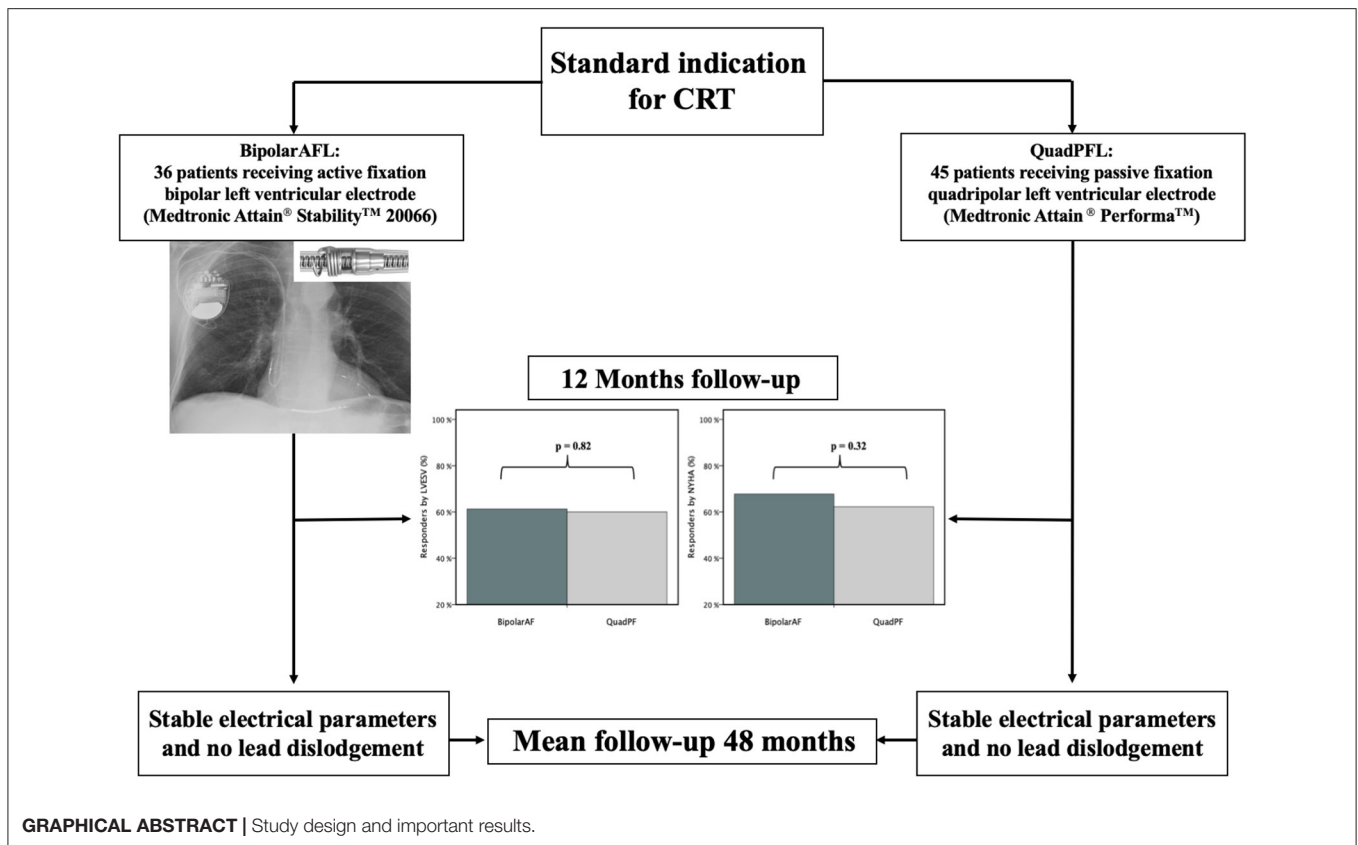 Standard indication
for CRT
BipolarAFL:
36 patients receiving active fixation
bipolar left ventricular electrode
(Medtronic Attain® Stability™ 20066)
QuadPFL:
45 patients receiving passive fixation
quadripolar left ventricular electrode
(Medtronic Attain ® Performa™)
12 Months follow-up
Responders by LVESV (%)
100 %
80 %
60 %
40 %
20 %
p = 0.82
BipolarAF
QuadPF
Responders by NYHA (%)
100 %
80 %
60 %
40 %
20 %
p = 0.32
BipolarAF
QuadPF
Stable electrical parameters
and no lead dislodgement
Mean follow-up 48 months
Stable electrical parameters
and no lead dislodgement
GRAPHICAL ABSTRACT | Study design and important results.